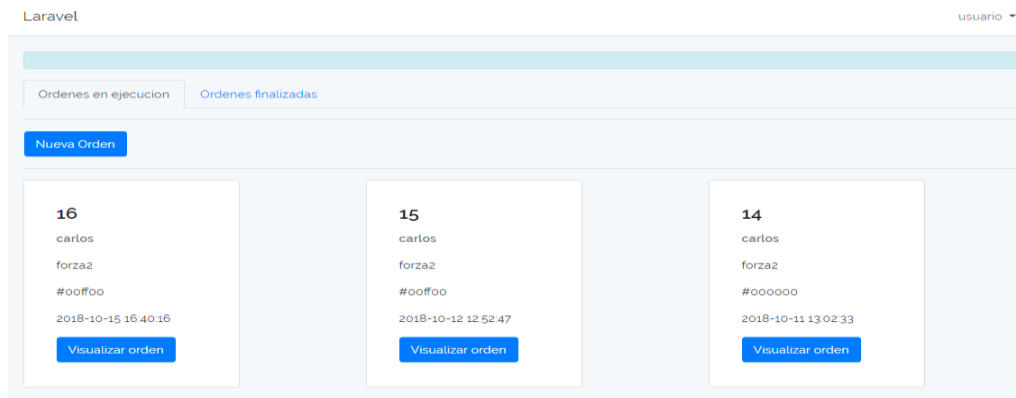 Laravel
usuario
Ordenes en ejecucion
Ordenes finalizadas
Nueva Orden
16
carlos
forza2
#00ff00
2018-10-15 16:40:16
Visualizar orden
15
carlos
forza2
#00ff00
2018-10-12 12:52:47
Visualizar orden
14
carlos
forza2
#000000
2018-10-11 13:02:33
Visualizar orden